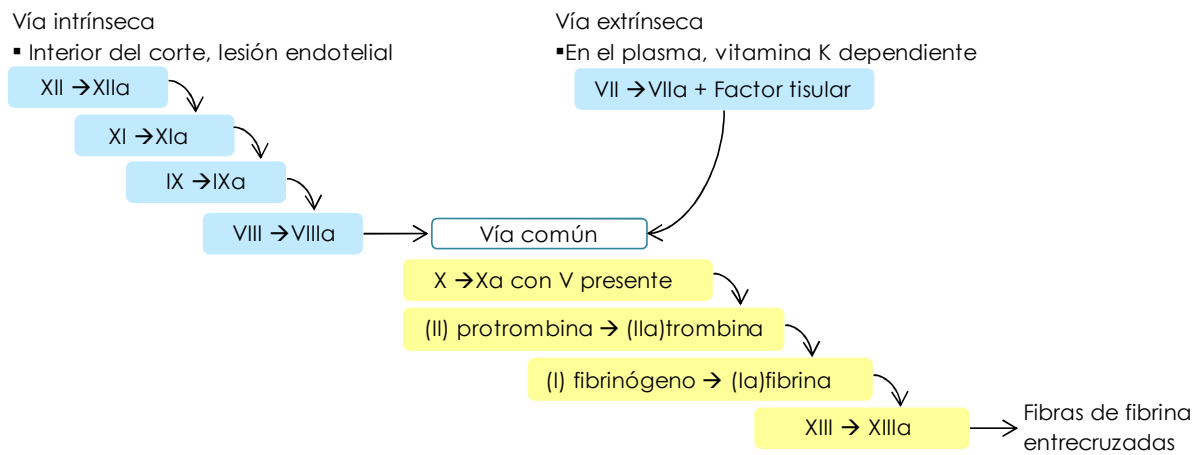 Vía intrínseca
▪ Interior del corte, lesión endotelial
XII →XIIa
XI →XIa
IX →IXa
VIII →VIIIa
Vía extrínseca
▪En el plasma, vitamina K dependiente
VII →VIIa + Factor tisular
Vía común
X →Xa con V presente
(II) protrombina → (IIa)trombina
(I) fibrinógeno → (Ia)fibrina
XIII → XIIIa
Fibras de fibrina
entrecruzadas